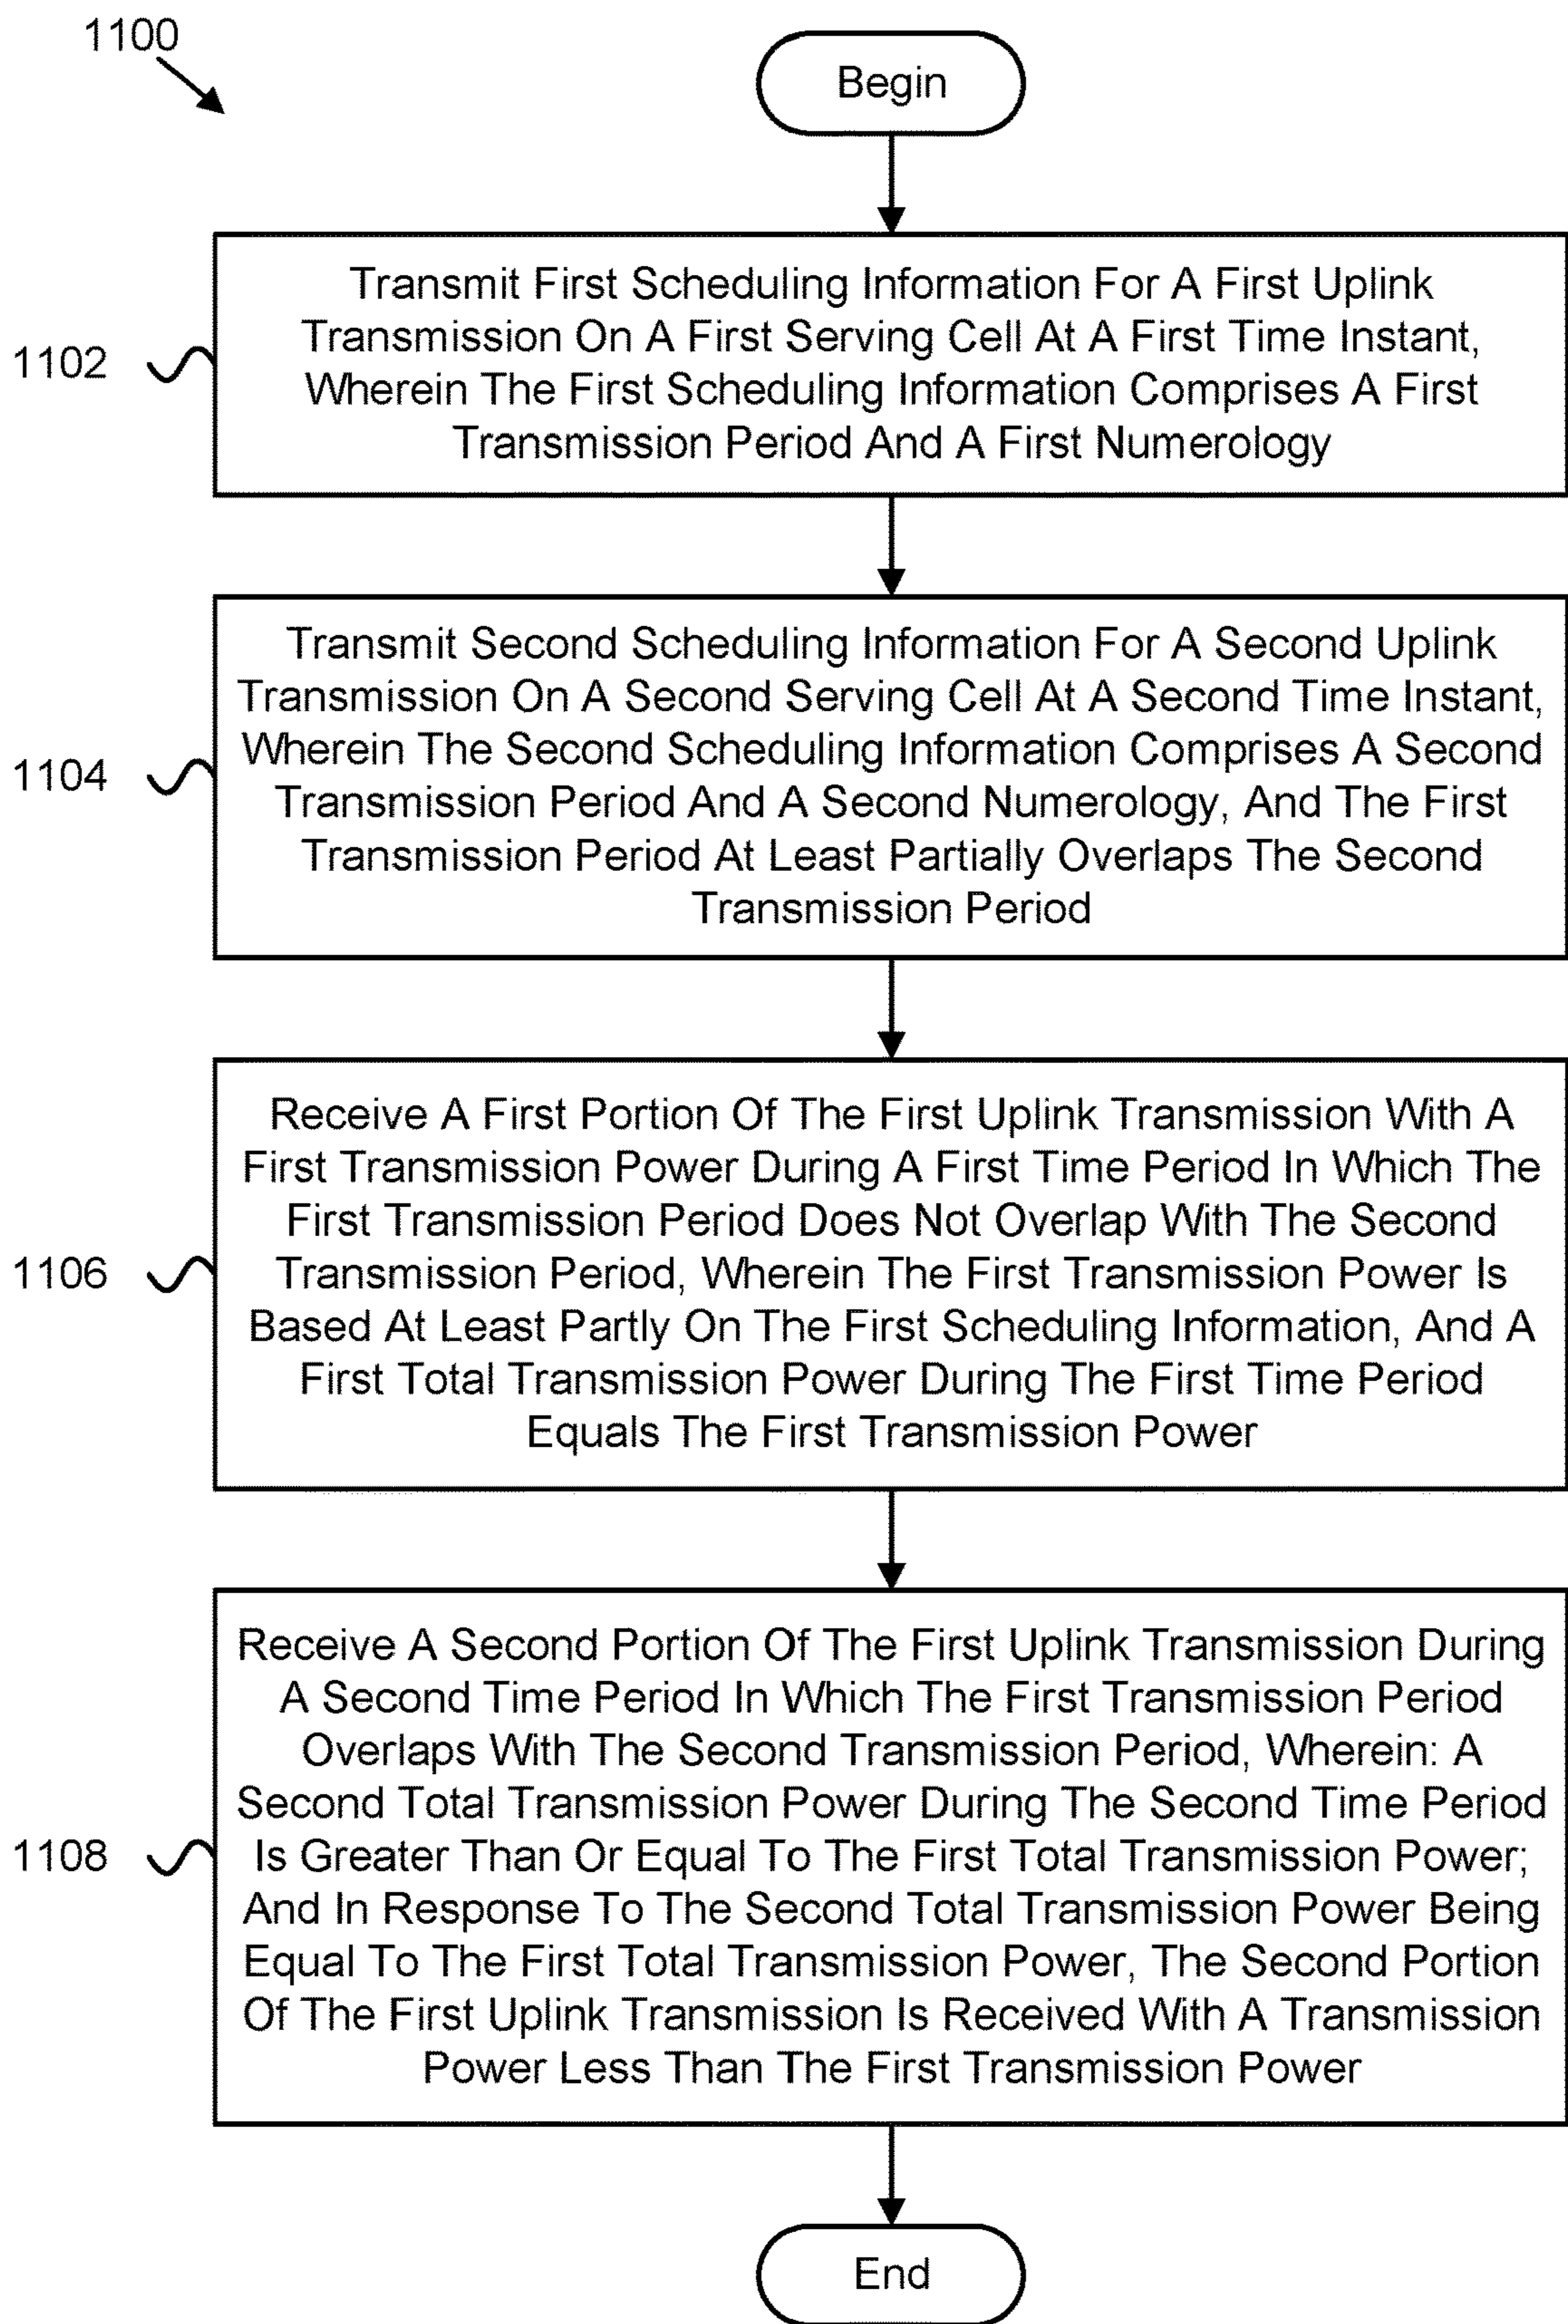 1100
Begin
1102
Transmit First Scheduling Information For A First Uplink
Transmission On A First Serving Cell At A First Time Instant,
Wherein The First Scheduling Information Comprises A First
Transmission Period And A First Numerology
1104
Transmit Second Scheduling Information For A Second Uplink
Transmission On A Second Serving Cell At A Second Time Instant,
Wherein The Second Scheduling Information Comprises A Second
Transmission Period And A Second Numerology, And The First
Transmission Period At Least Partially Overlaps The Second
Transmission Period
1106
Receive A First Portion Of The First Uplink Transmission With A
First Transmission Power During A First Time Period In Which The
First Transmission Period Does Not Overlap With The Second
Transmission Period, Wherein The First Transmission Power Is
Based At Least Partly On The First Scheduling Information, And A
First Total Transmission Power During The First Time Period
Equals The First Transmission Power
1108
Receive A Second Portion Of The First Uplink Transmission During
A Second Time Period In Which The First Transmission Period
Overlaps With The Second Transmission Period, Wherein: A
Second Total Transmission Power During The Second Time Period
Is Greater Than Or Equal To The First Total Transmission Power;
And In Response To The Second Total Transmission Power Being
Equal To The First Total Transmission Power, The Second Portion
Of The First Uplink Transmission Is Received With A Transmission
Power Less Than The First Transmission Power
End